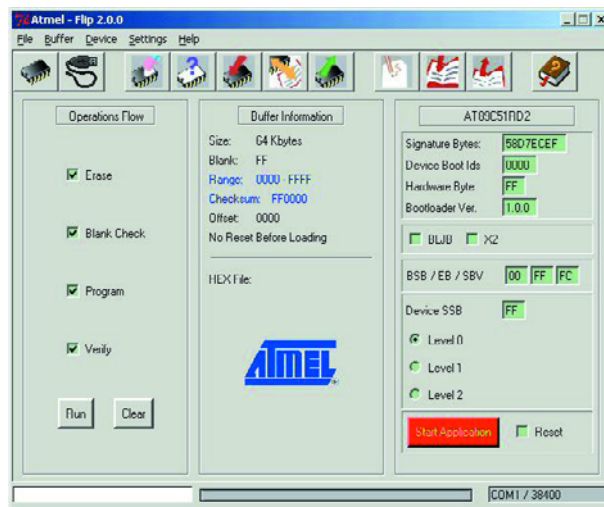 Atmel - Flip 2.0.0
File Buffer Device Settings Help
Operations Flow
Erase
Blank Check
Program
Verify
Run Clear
Buffer Information
Size: 64 Kbytes
Blank: FF
Range: 0000 - FFFF
Checksum: FF0000
Offset: 0000
No Reset Before Loading
HEX File:
ATMEL
AT89C51RD2
Signature Bytes: 58D7ECEF
Device Boot Ids 0000
Hardware Byte FF
Bootloader Ver. 1.0.0
BLJB X2
BSB / EB / SBV 00 FF FC
Device SSB FF
Level 0
Level 1
Level 2
Start Application Reset
COM1 / 38400